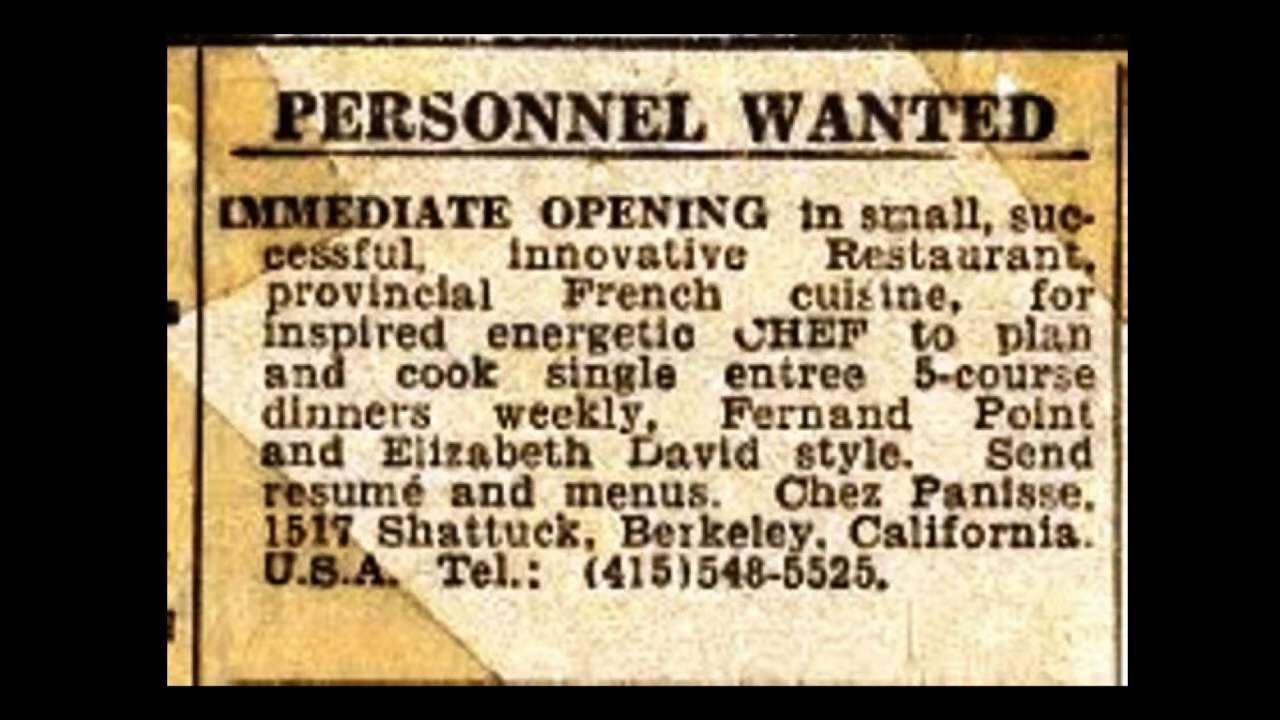 PERSONNEL WANTED
IMMEDIATE OPENING in small, suc-
cessful, innovative Restaurant,
provincial French cuisine, for
inspired energetic CHEF to plan
and cook single entree 5-course
dinners weekly, Fernand Point
and Elizabeth David style. Send
resumé and menus. Chez Panisse,
1517 Shattuck, Berkeley, California.
U.S.A. Tel.: (415)548-5525.